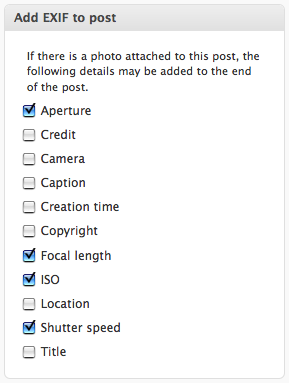 Add EXIF to post
If there is a photo attached to this post, the
following details may be added to the end
of the post.
Aperture
Credit
Camera
Caption
Creation time
Copyright
Focal length
ISO
Location
Shutter speed
Title